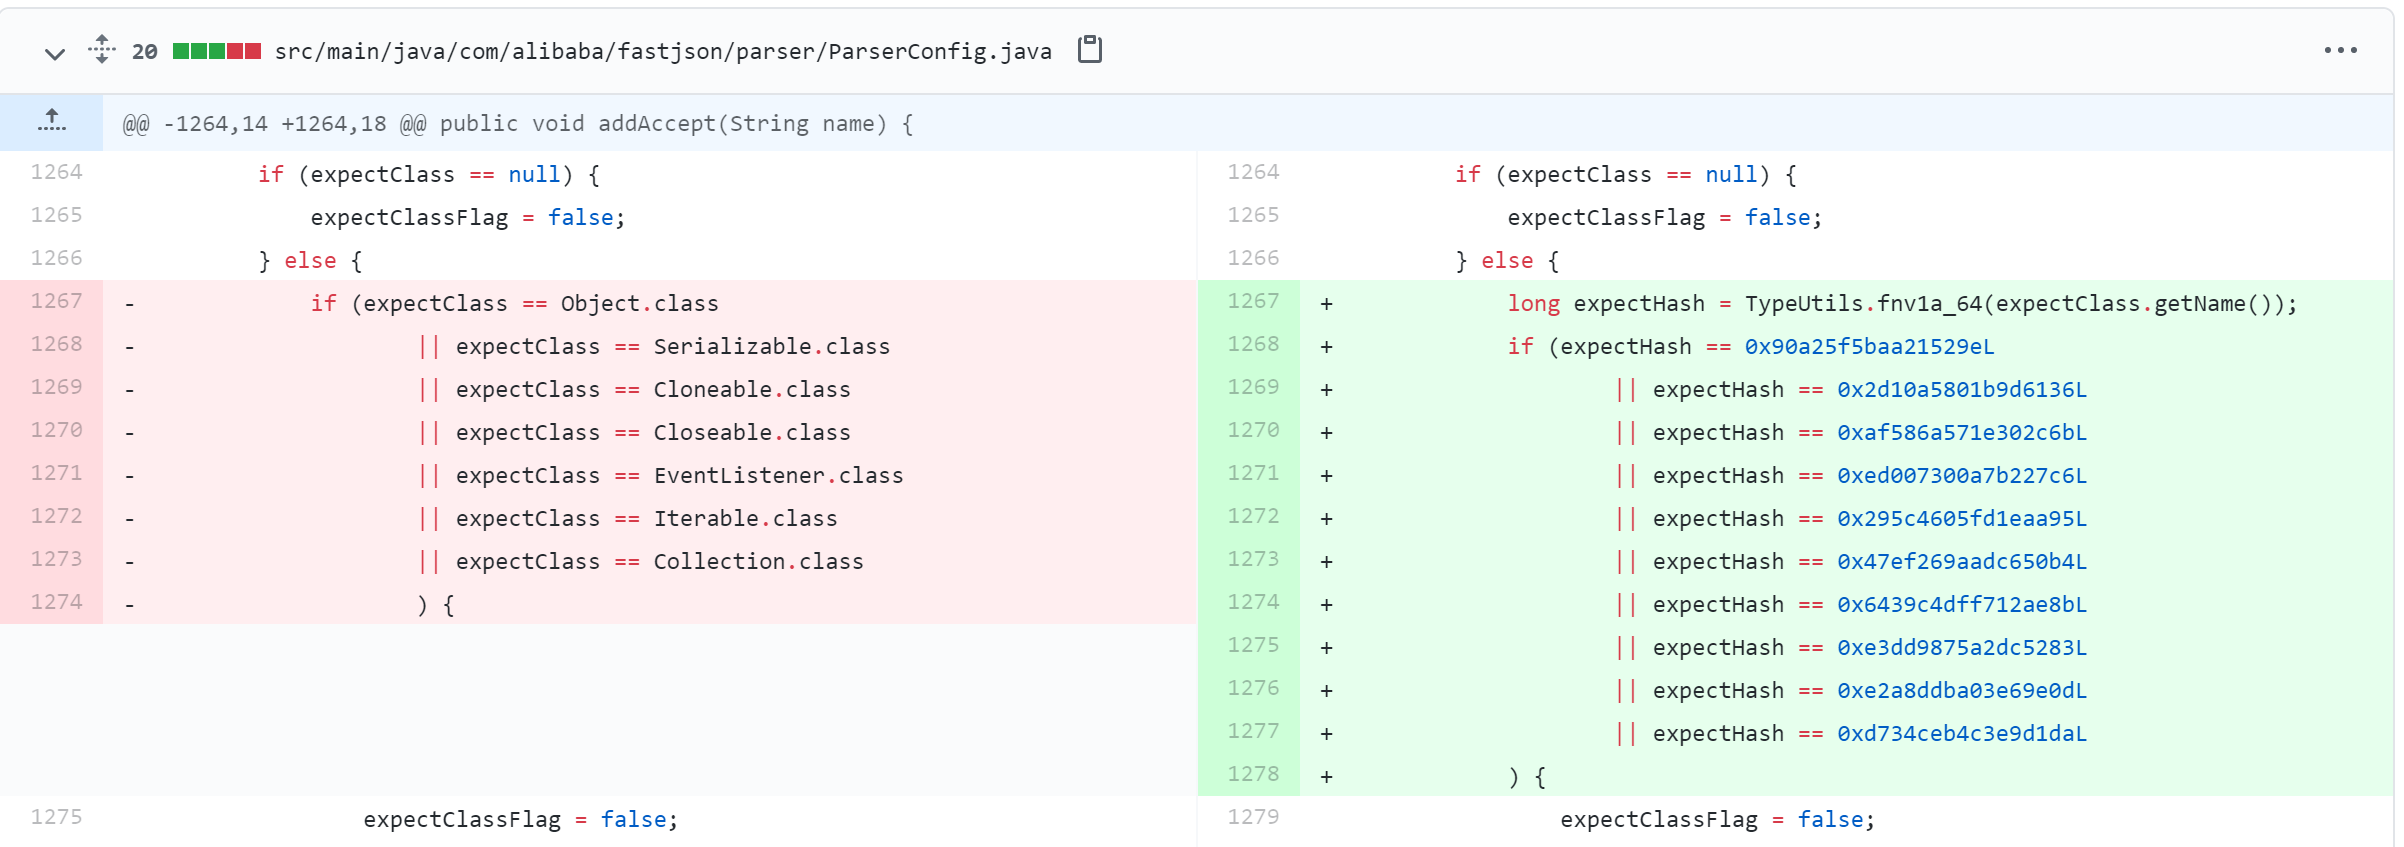 20 src/main/java/com/alibaba/fastjson/parser/ParserConfig.java
@@ -1264,14 +1264,18 @@ public void addAccept(String name) {
1264 if (expectClass == null) {
1265 expectClassFlag = false;
1266 } else {
1267 - if (expectClass == Object.class
1268 - || expectClass == Serializable.class
1269 - || expectClass == Cloneable.class
1270 - || expectClass == Closeable.class
1271 - || expectClass == EventListener.class
1272 - || expectClass == Iterable.class
1273 - || expectClass == Collection.class
1274 - ) {
1275 expectClassFlag = false;
1264 if (expectClass == null) {
1265 expectClassFlag = false;
1266 } else {
1267 + long expectHash = TypeUtils.fnv1a_64(expectClass.getName());
1268 + if (expectHash == 0x90a25f5baa21529eL
1269 + || expectHash == 0x2d10a5801b9d6136L
1270 + || expectHash == 0xaf586a571e302c6bL
1271 + || expectHash == 0xed007300a7b227c6L
1272 + || expectHash == 0x295c4605fd1eaa95L
1273 + || expectHash == 0x47ef269aadc650b4L
1274 + || expectHash == 0x6439c4dff712ae8bL
1275 + || expectHash == 0xe3dd9875a2dc5283L
1276 + || expectHash == 0xe2a8ddba03e69e0dL
1277 + || expectHash == 0xd734ceb4c3e9d1daL
1278 + ) {
1279 expectClassFlag = false;